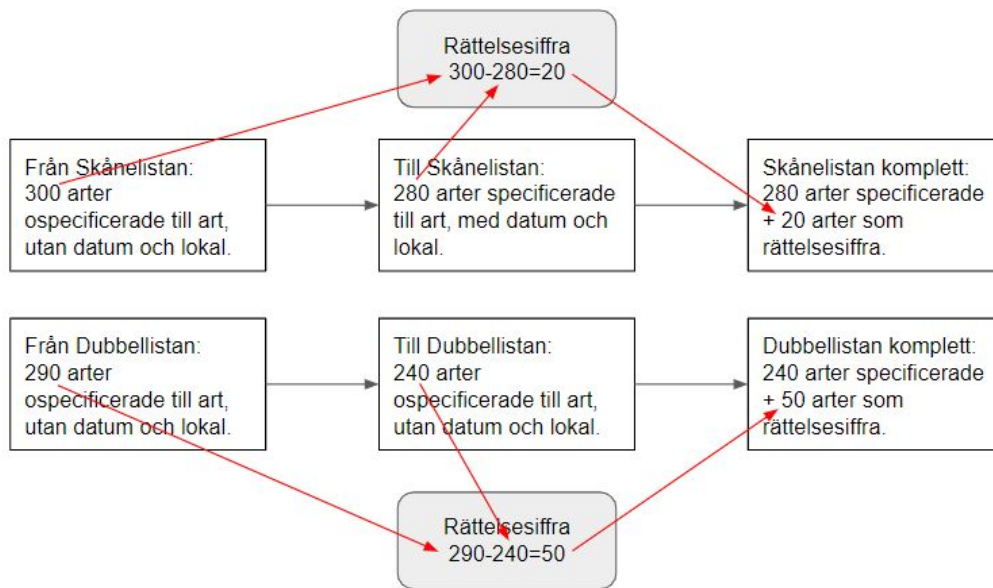 Rättelsesiffra
300-280=20
Från Skånelistan:
300 arter
ospecificerade till art,
utan datum och lokal.
Till Skånelistan:
280 arter specificerade
till art, med datum och
lokal.
Skånelistan komplett:
280 arter specificerade
+ 20 arter som
rättelsesiffra.
Från Dubbellistan:
290 arter
ospecificerade till art,
utan datum och lokal.
Till Dubbellistan:
240 arter
ospecificerade till art,
utan datum och lokal.
Dubbellistan komplett:
240 arter specificerade
+ 50 arter som
rättelsesiffra.
Rättelsesiffra
290-240=50